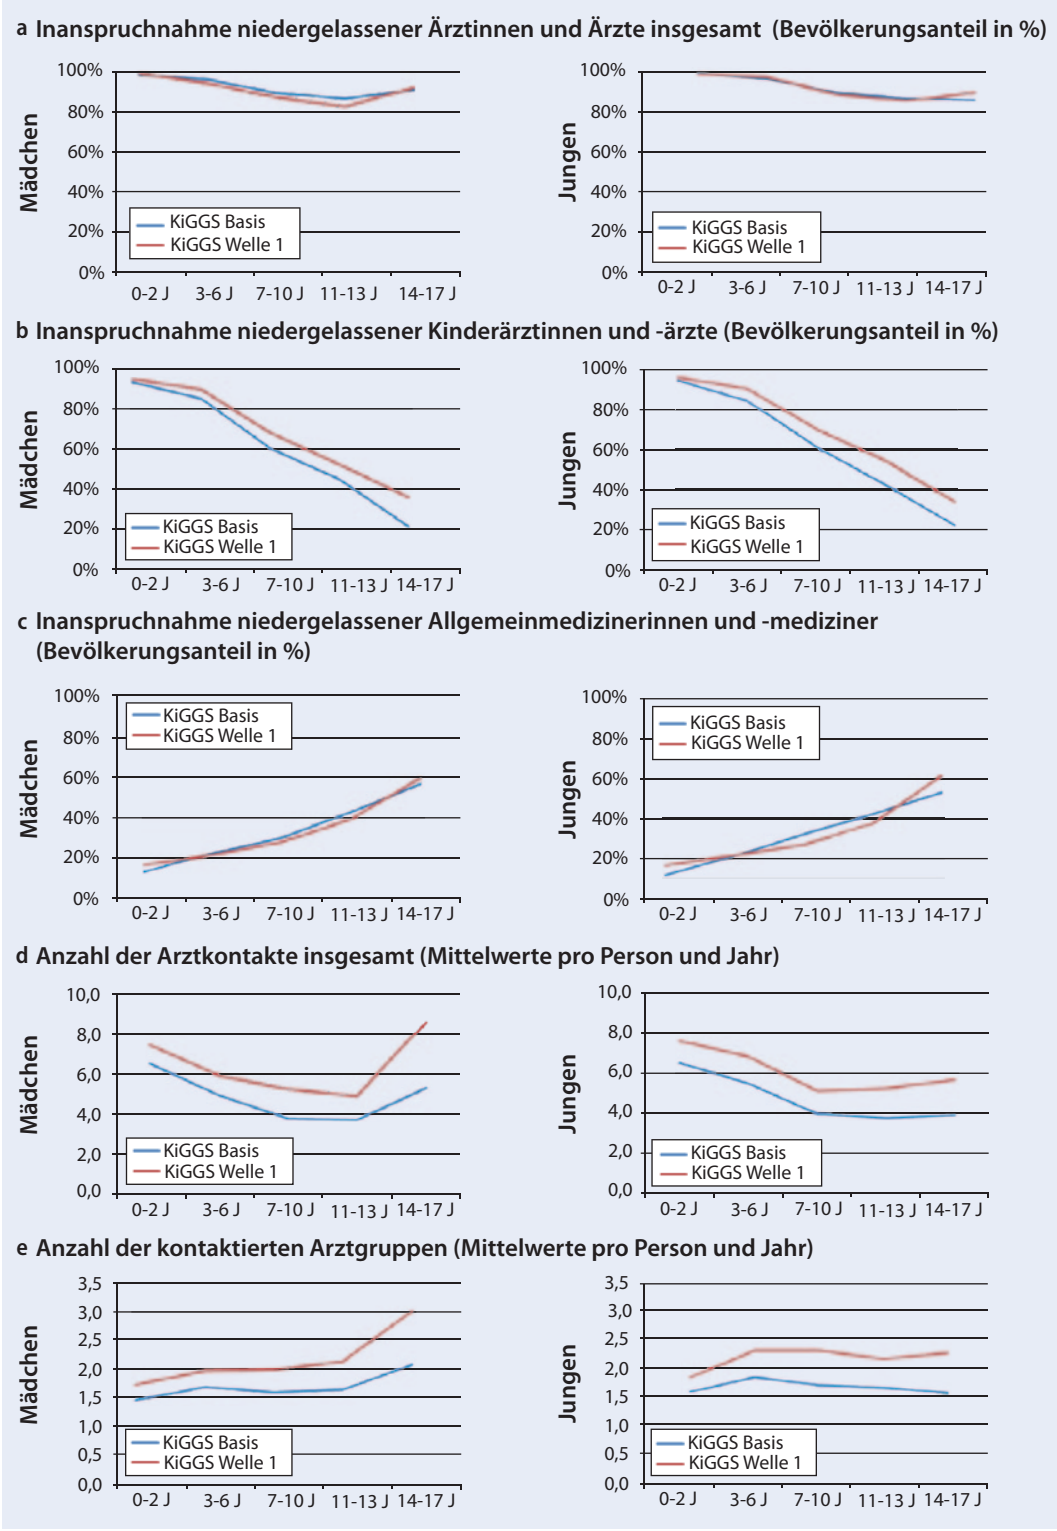 a Inanspruchnahme niedergelassener Ärztinnen und Ärzte insgesamt (Bevölkerungsanteil in %)
Mädchen
100%
80%
60%
40%
20%
0%
KiGGS Basis
KiGGS Welle 1
0-2 J 3-6 J 7-10 J 11-13 J 14-17 J
Jungen
100%
80%
60%
40%
20%
0%
KiGGS Basis
KiGGS Welle 1
0-2 J 3-6 J 7-10 J 11-13 J 14-17 J
b Inanspruchnahme niedergelassener Kinderärztinnen und -ärzte (Bevölkerungsanteil in %)
Mädchen
100%
80%
60%
40%
20%
0%
KiGGS Basis
KiGGS Welle 1
0-2 J 3-6 J 7-10 J 11-13 J 14-17 J
Jungen
100%
80%
60%
40%
20%
0%
KiGGS Basis
KiGGS Welle 1
0-2 J 3-6 J 7-10 J 11-13 J 14-17 J
c Inanspruchnahme niedergelassener Allgemeinmedizinerinnen und -mediziner
(Bevölkerungsanteil in %)
Mädchen
100%
80%
60%
40%
20%
0%
KiGGS Basis
KiGGS Welle 1
0-2 J 3-6 J 7-10 J 11-13 J 14-17 J
Jungen
100%
80%
60%
40%
20%
0%
KiGGS Basis
KiGGS Welle 1
0-2 J 3-6 J 7-10 J 11-13 J 14-17 J
d Anzahl der Arztkontakte insgesamt (Mittelwerte pro Person und Jahr)
Mädchen
10,0
8,0
6,0
4,0
2,0
0,0
KiGGS Basis
KiGGS Welle 1
0-2 J 3-6 J 7-10 J 11-13 J 14-17 J
Jungen
10,0
8,0
6,0
4,0
2,0
0,0
KiGGS Basis
KiGGS Welle 1
0-2 J 3-6 J 7-10 J 11-13 J 14-17 J
e Anzahl der kontaktierten Arztgruppen (Mittelwerte pro Person und Jahr)
Mädchen
3,5
3,0
2,5
2,0
1,5
1,0
0,5
0,0
KiGGS Basis
KiGGS Welle 1
0-2 J 3-6 J 7-10 J 11-13 J 14-17 J
Jungen
3,5
3,0
2,5
2,0
1,5
1,0
0,5
0,0
KiGGS Basis
KiGGS Welle 1
0-2 J 3-6 J 7-10 J 11-13 J 14-17 J